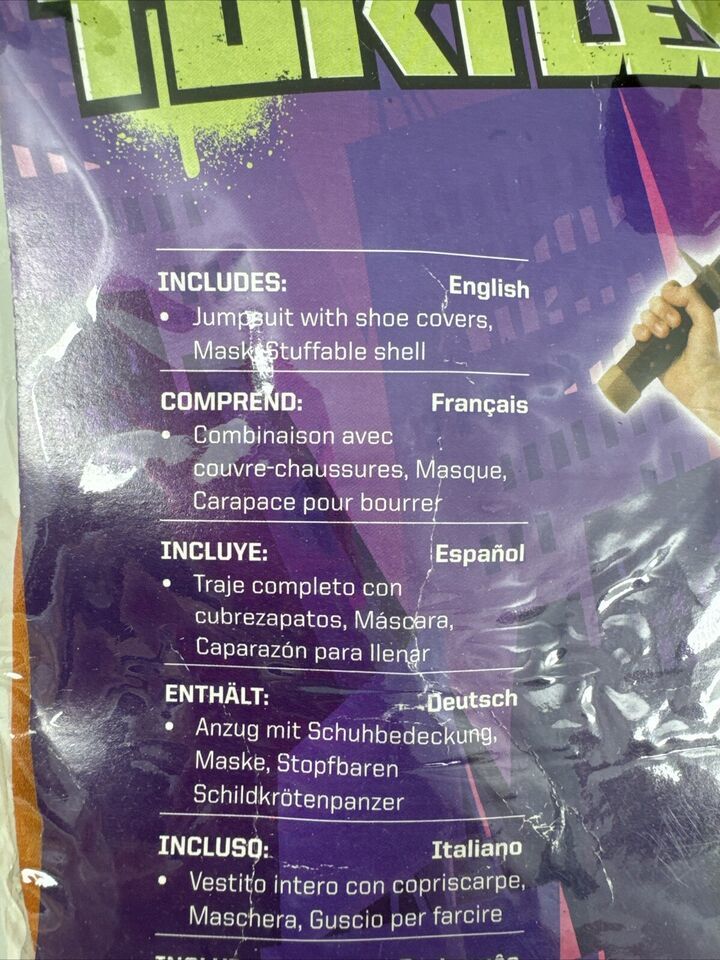 TURTLES
INCLUDES: English
• Jumpsuit with shoe covers,
Mask, Stuffable shell
COMPREND: Français
• Combinaison avec
couvre-chaussures, Masque,
Carapace pour bourrer
INCLUYE: Español
• Traje completo con
cubrezapatos, Máscara,
Caparazón para llenar
ENTHÄLT: Deutsch
• Anzug mit Schuhbedeckung,
Maske, Stopfbaren
Schildkrötenpanzer
INCLUSO: Italiano
• Vestito intero con copriscarpe,
Maschera, Guscio per farcire